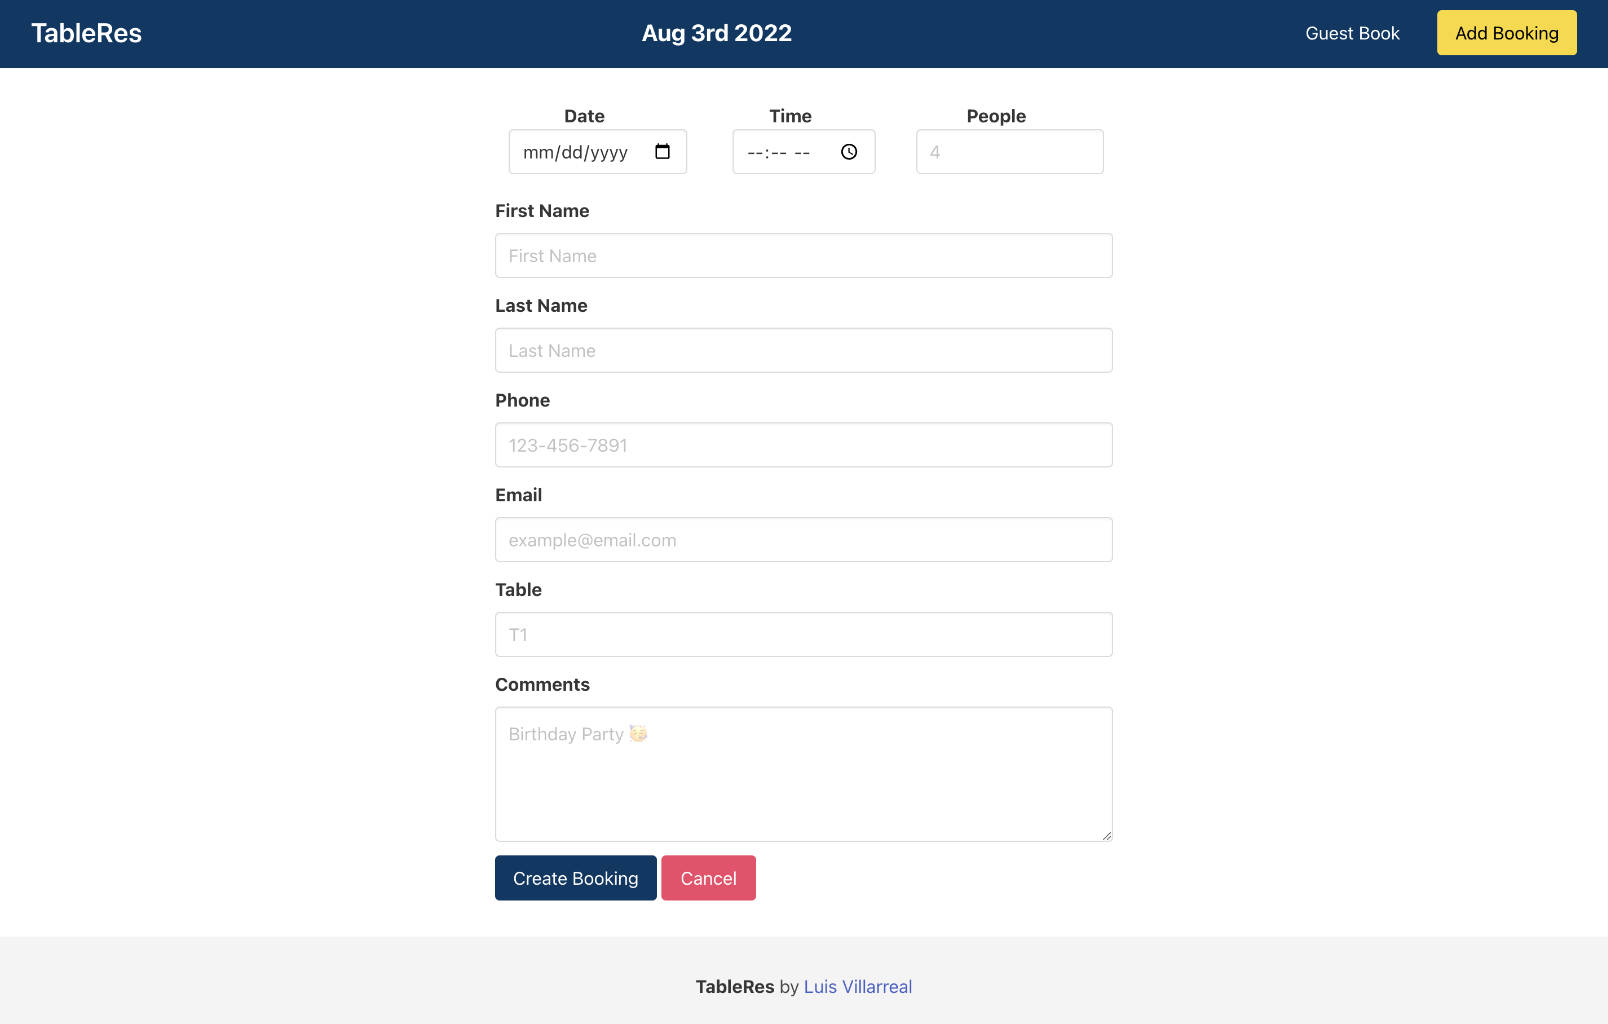 TableRes Aug 3rd 2022 Guest Book Add Booking
Date Time People
mm/dd/yyyy --:-- -- 4
First Name
First Name
Last Name
Last Name
Phone
123-456-7891
Email
example@email.com
Table
T1
Comments
Birthday Party 🥳
Create Booking Cancel
TableRes by Luis Villarreal